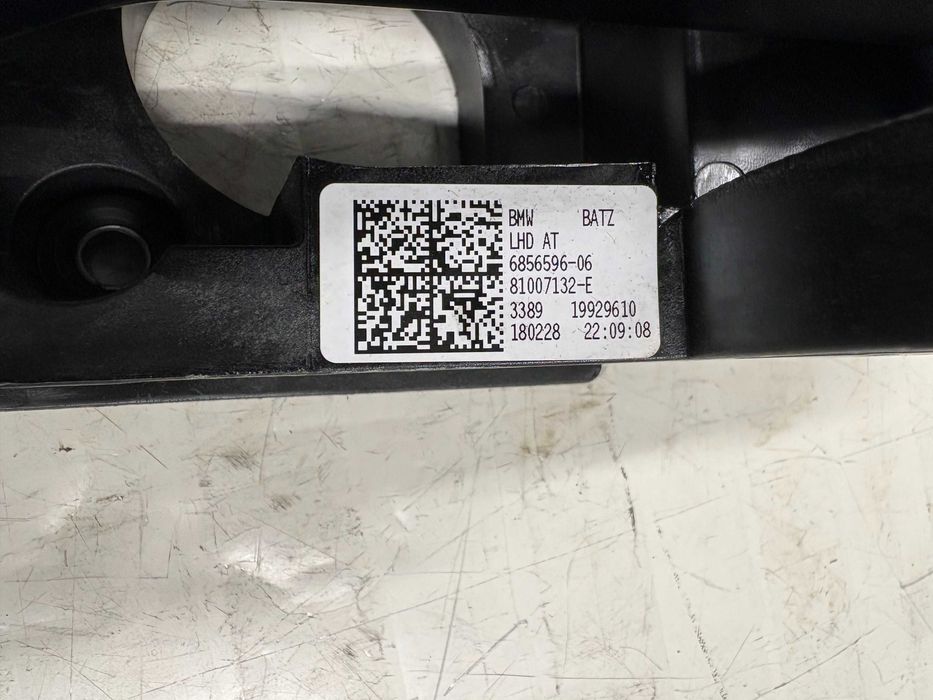 BMW BATZ
LHD AT
6856596-06
81007132-E
3389 19929610
180228 22:09:08